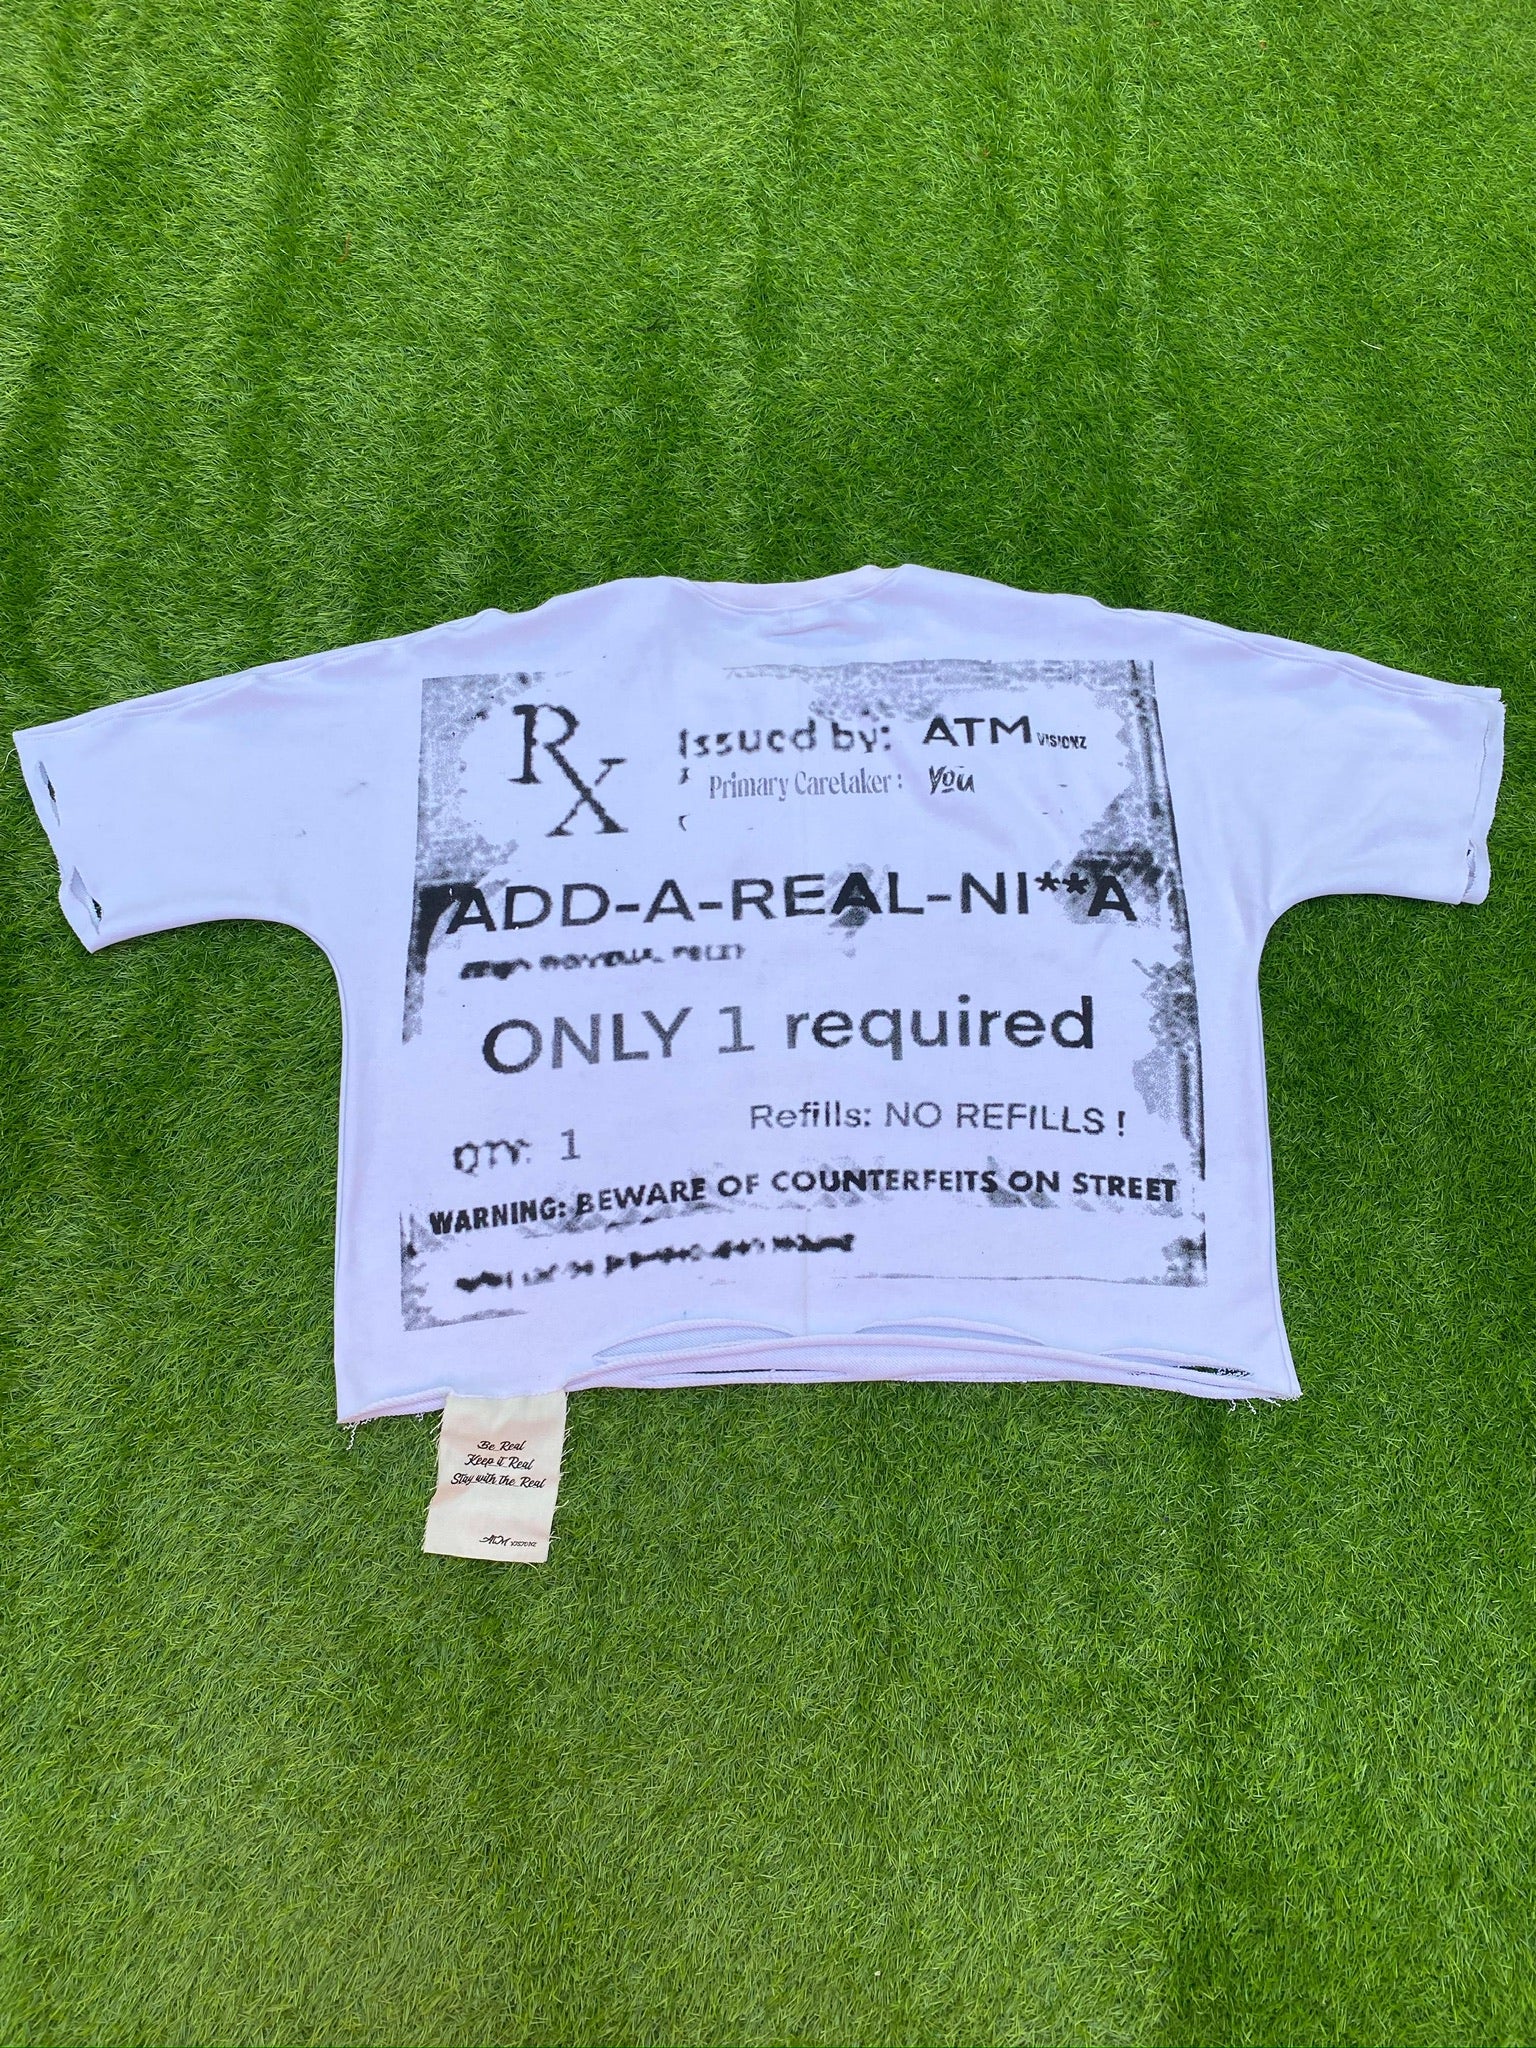 Rx
Issued by: ATM VISIONZ
Primary Caretaker: You
ADD-A-REAL-NI**A
ONLY 1 required
Refills: NO REFILLS!
QTY: 1
WARNING: BEWARE OF COUNTERFEITS ON STREET
Be Real
Keep it Real
Stay with the Real
ATM VISIONZ